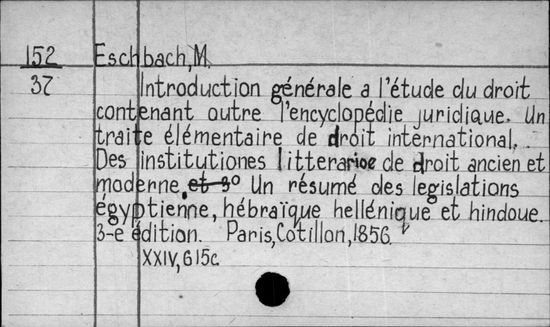 152 Eschbach, M.
37 Introduction générale a l'étude du droit
contenant outre l'encyclopédie juridique. Un
traite élémentaire de droit international,.
Des institutiones litterarioe de droit ancien et
moderne. et 3° Un résumé des legislations
égyptienne, hébraïque hellénique et hindoue.
3-e édition. Paris, Cotillon, 1856.
XXIV, 615c.